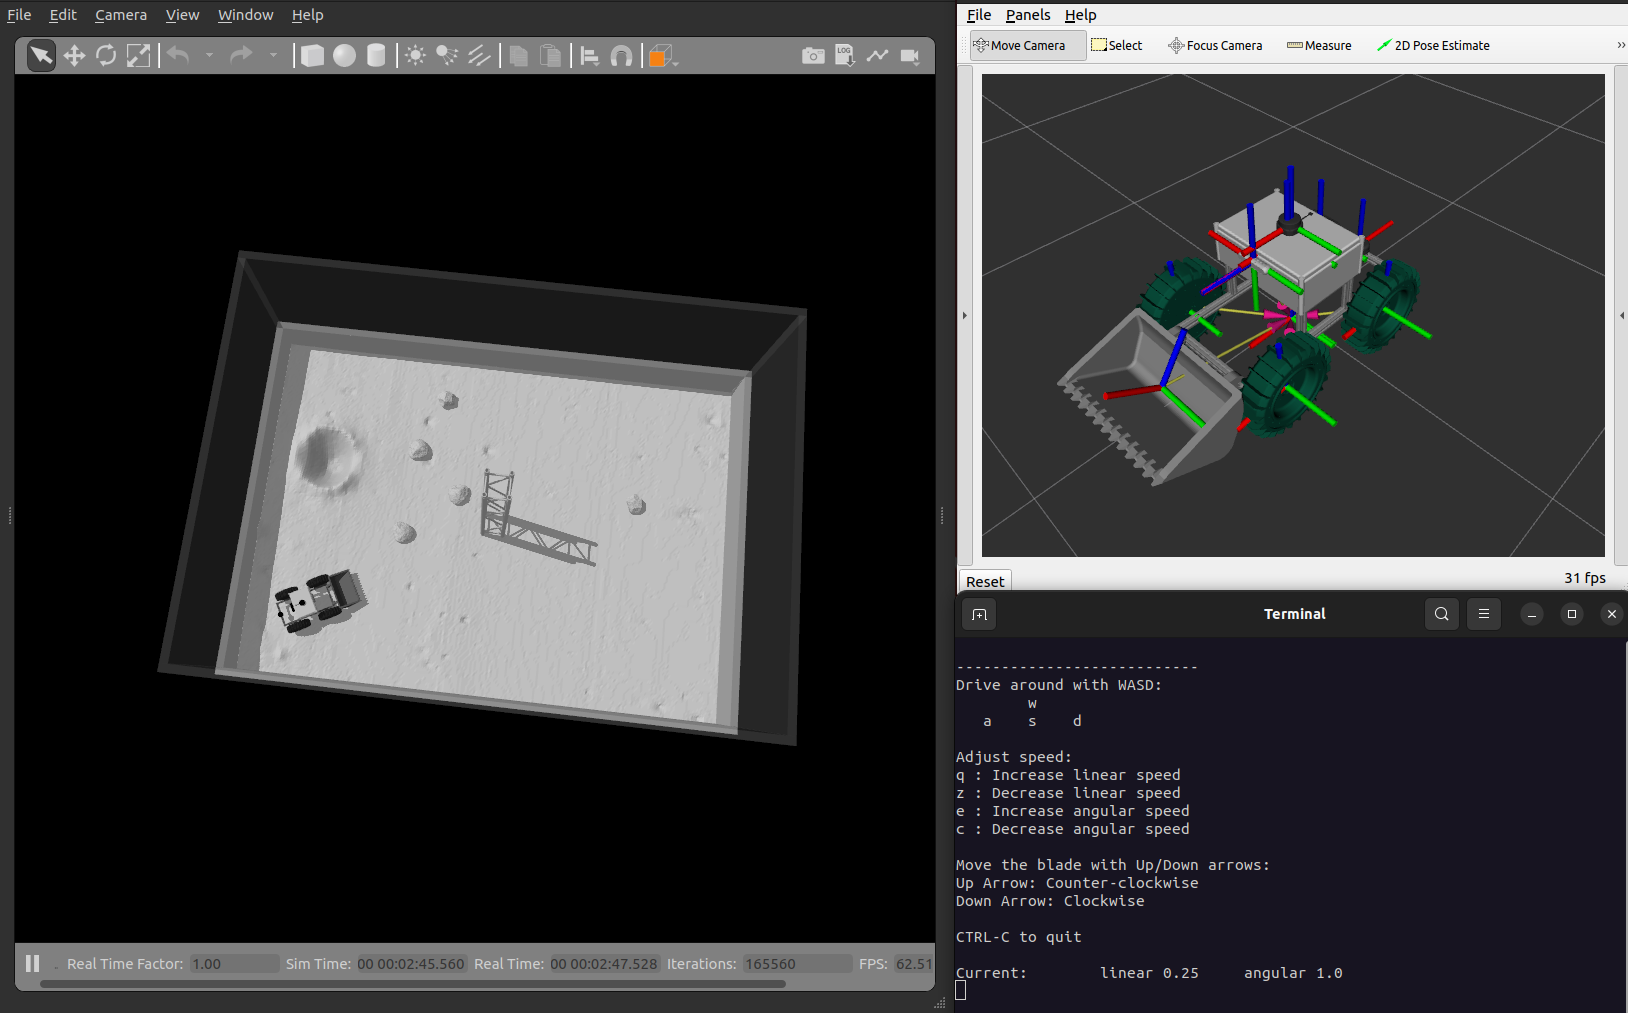 File Edit Camera View Window Help
LOG
Real Time Factor: 1.00 Sim Time: 00 00:02:45.560 Real Time: 00 00:02:47.528 Iterations: 165560 FPS: 62.51
File Panels Help
Move Camera Select Focus Camera Measure 2D Pose Estimate »
Reset 31 fps
Terminal
---------------------------
Drive around with WASD:
w
a s d
Adjust speed:
q : Increase linear speed
z : Decrease linear speed
e : Increase angular speed
c : Decrease angular speed
Move the blade with Up/Down arrows:
Up Arrow: Counter-clockwise
Down Arrow: Clockwise
CTRL-C to quit
Current: linear 0.25 angular 1.0